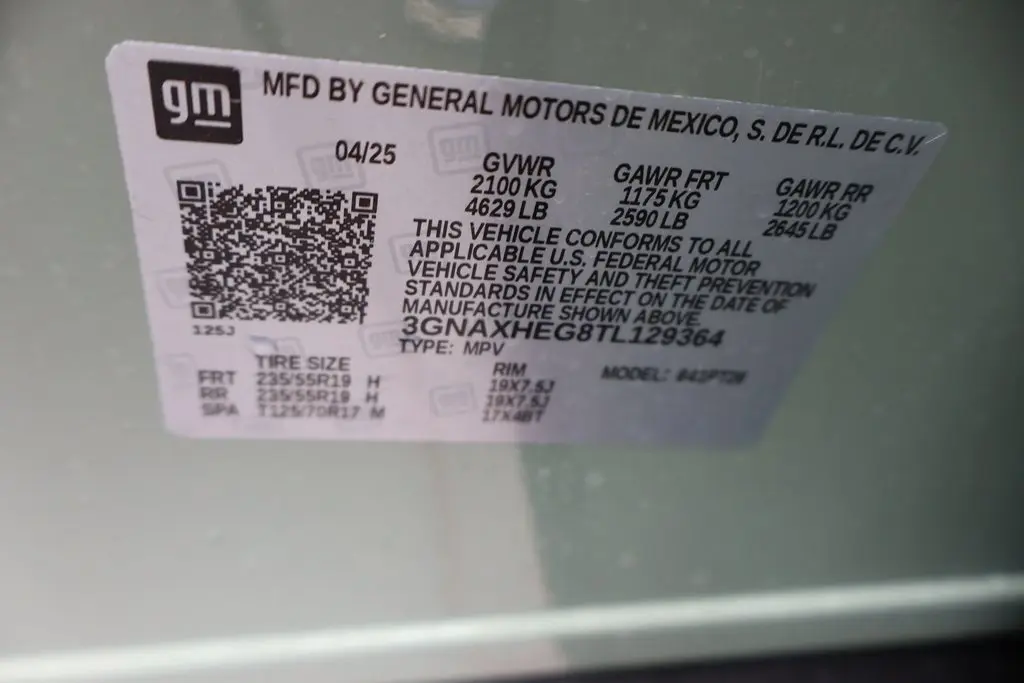 gm
MFD BY GENERAL MOTORS DE MEXICO, S. DE R.L. DE C.V.
04/25 GVWR GAWR FRT GAWR RR
2100 KG 1175 KG 1200 KG
4629 LB 2590 LB 2645 LB
THIS VEHICLE CONFORMS TO ALL
APPLICABLE U.S. FEDERAL MOTOR
VEHICLE SAFETY AND THEFT PREVENTION
STANDARDS IN EFFECT ON THE DATE OF
MANUFACTURE SHOWN ABOVE.
125J 3GNAXHEG8TL129364
TYPE: MPV
TIRE SIZE RIM MODEL:
FRT 235/55R19 H 19X7.5J
RR 235/55R19 H 19X7.5J
SPA T125/70R17 M 17X4BT